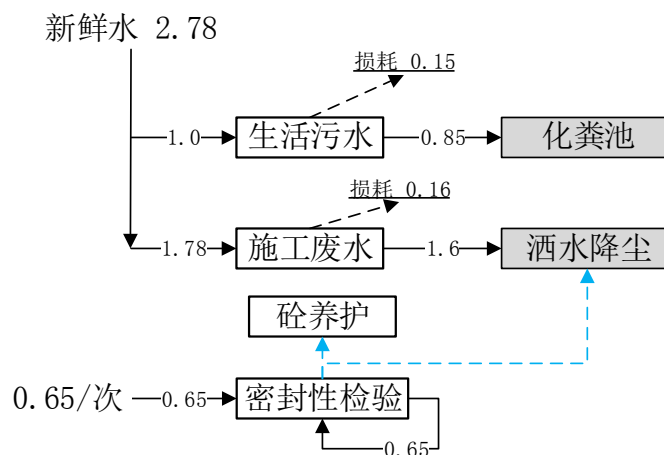 新鲜水 2.78
损耗 0.15
1.0
生活污水
0.85
化粪池
损耗 0.16
1.78
施工废水
1.6
洒水降尘
砼养护
0.65/次
0.65
密封性检验
0.65